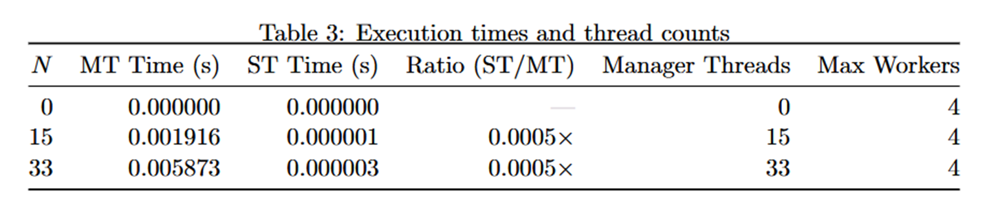 Table 3: Execution times and thread counts
N MT Time (s) ST Time (s) Ratio (ST/MT) Manager Threads Max Workers
0 0.000000 0.000000 — 0 4
15 0.001916 0.000001 0.0005× 15 4
33 0.005873 0.000003 0.0005× 33 4